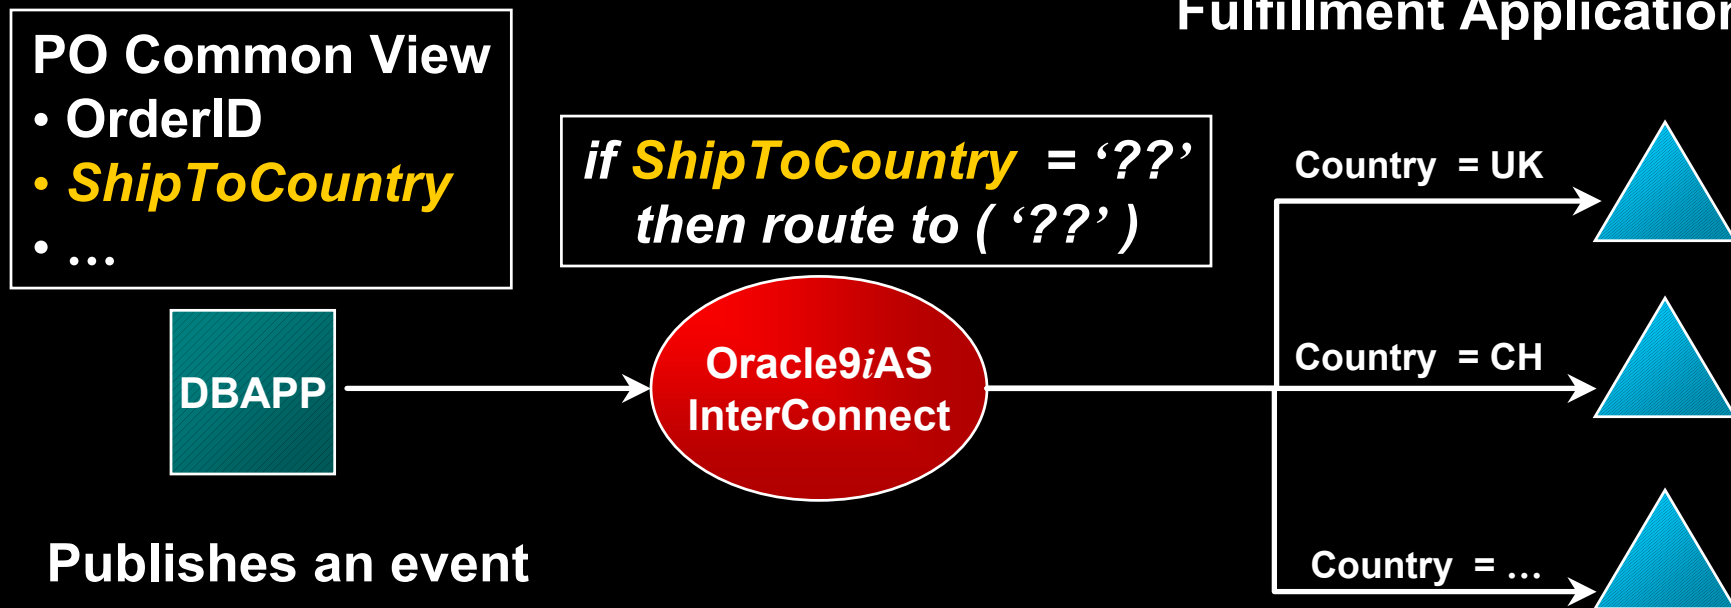 Fulfillment Application
PO Common View
• OrderID
• ShipToCountry
• …
if ShipToCountry = ‘??’
then route to ( ‘??’ )
Country = UK
DBAPP
Oracle9iAS
InterConnect
Country = CH
Publishes an event
Country = …